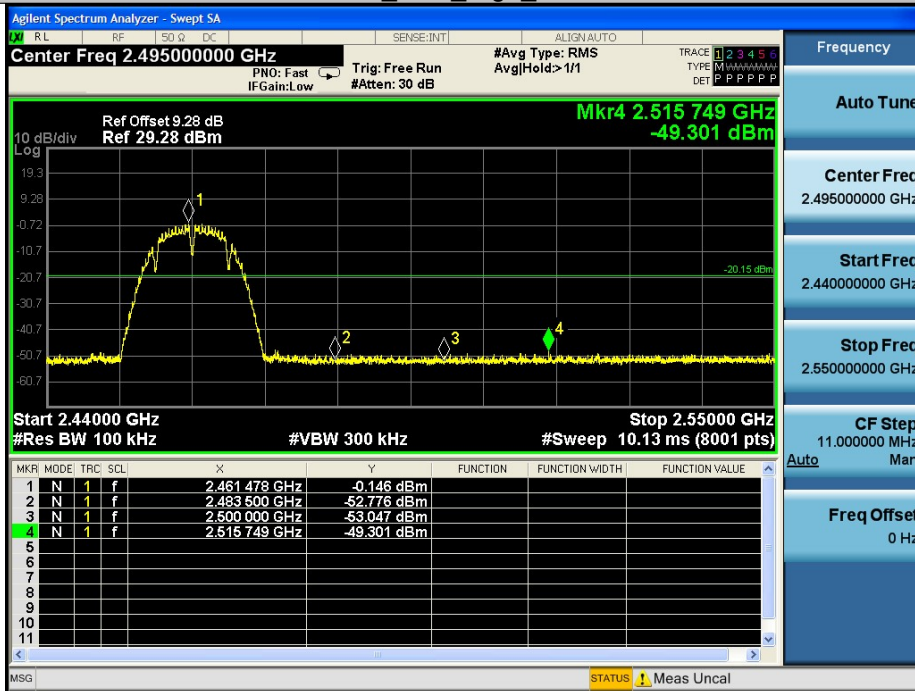 Agilent Spectrum Analyzer - Swept SA
LXI RL RF 50 Ω DC SENSE:INT ALIGN AUTO
Center Freq 2.495000000 GHz
PNO: Fast
IFGain:Low
Trig: Free Run
#Atten: 30 dB
#Avg Type: RMS
Avg|Hold:>1/1
TRACE 1 2 3 4 5 6
TYPE M WWWWW
DET P P P P P P
Ref Offset 9.28 dB
Ref 29.28 dBm
10 dB/div
Log
Mkr4 2.515 749 GHz
-49.301 dBm
19.3
9.28
-0.72
-10.7
-20.7
-30.7
-40.7
-50.7
-60.7
1
2
3
4
-20.15 dBm
Start 2.44000 GHz Stop 2.55000 GHz
#Res BW 100 kHz #VBW 300 kHz #Sweep 10.13 ms (8001 pts)
MKR MODE TRC SCL X Y FUNCTION FUNCTION WIDTH FUNCTION VALUE
1 N 1 f 2.461 478 GHz -0.146 dBm
2 N 1 f 2.483 500 GHz -52.776 dBm
3 N 1 f 2.500 000 GHz -53.047 dBm
4 N 1 f 2.515 749 GHz -49.301 dBm
5
6
7
8
9
10
11
MSG STATUS Meas Uncal
Frequency
Auto Tune
Center Freq
2.495000000 GHz
Start Freq
2.440000000 GHz
Stop Freq
2.550000000 GHz
CF Step
11.000000 MHz
Auto Man
Freq Offset
0 Hz